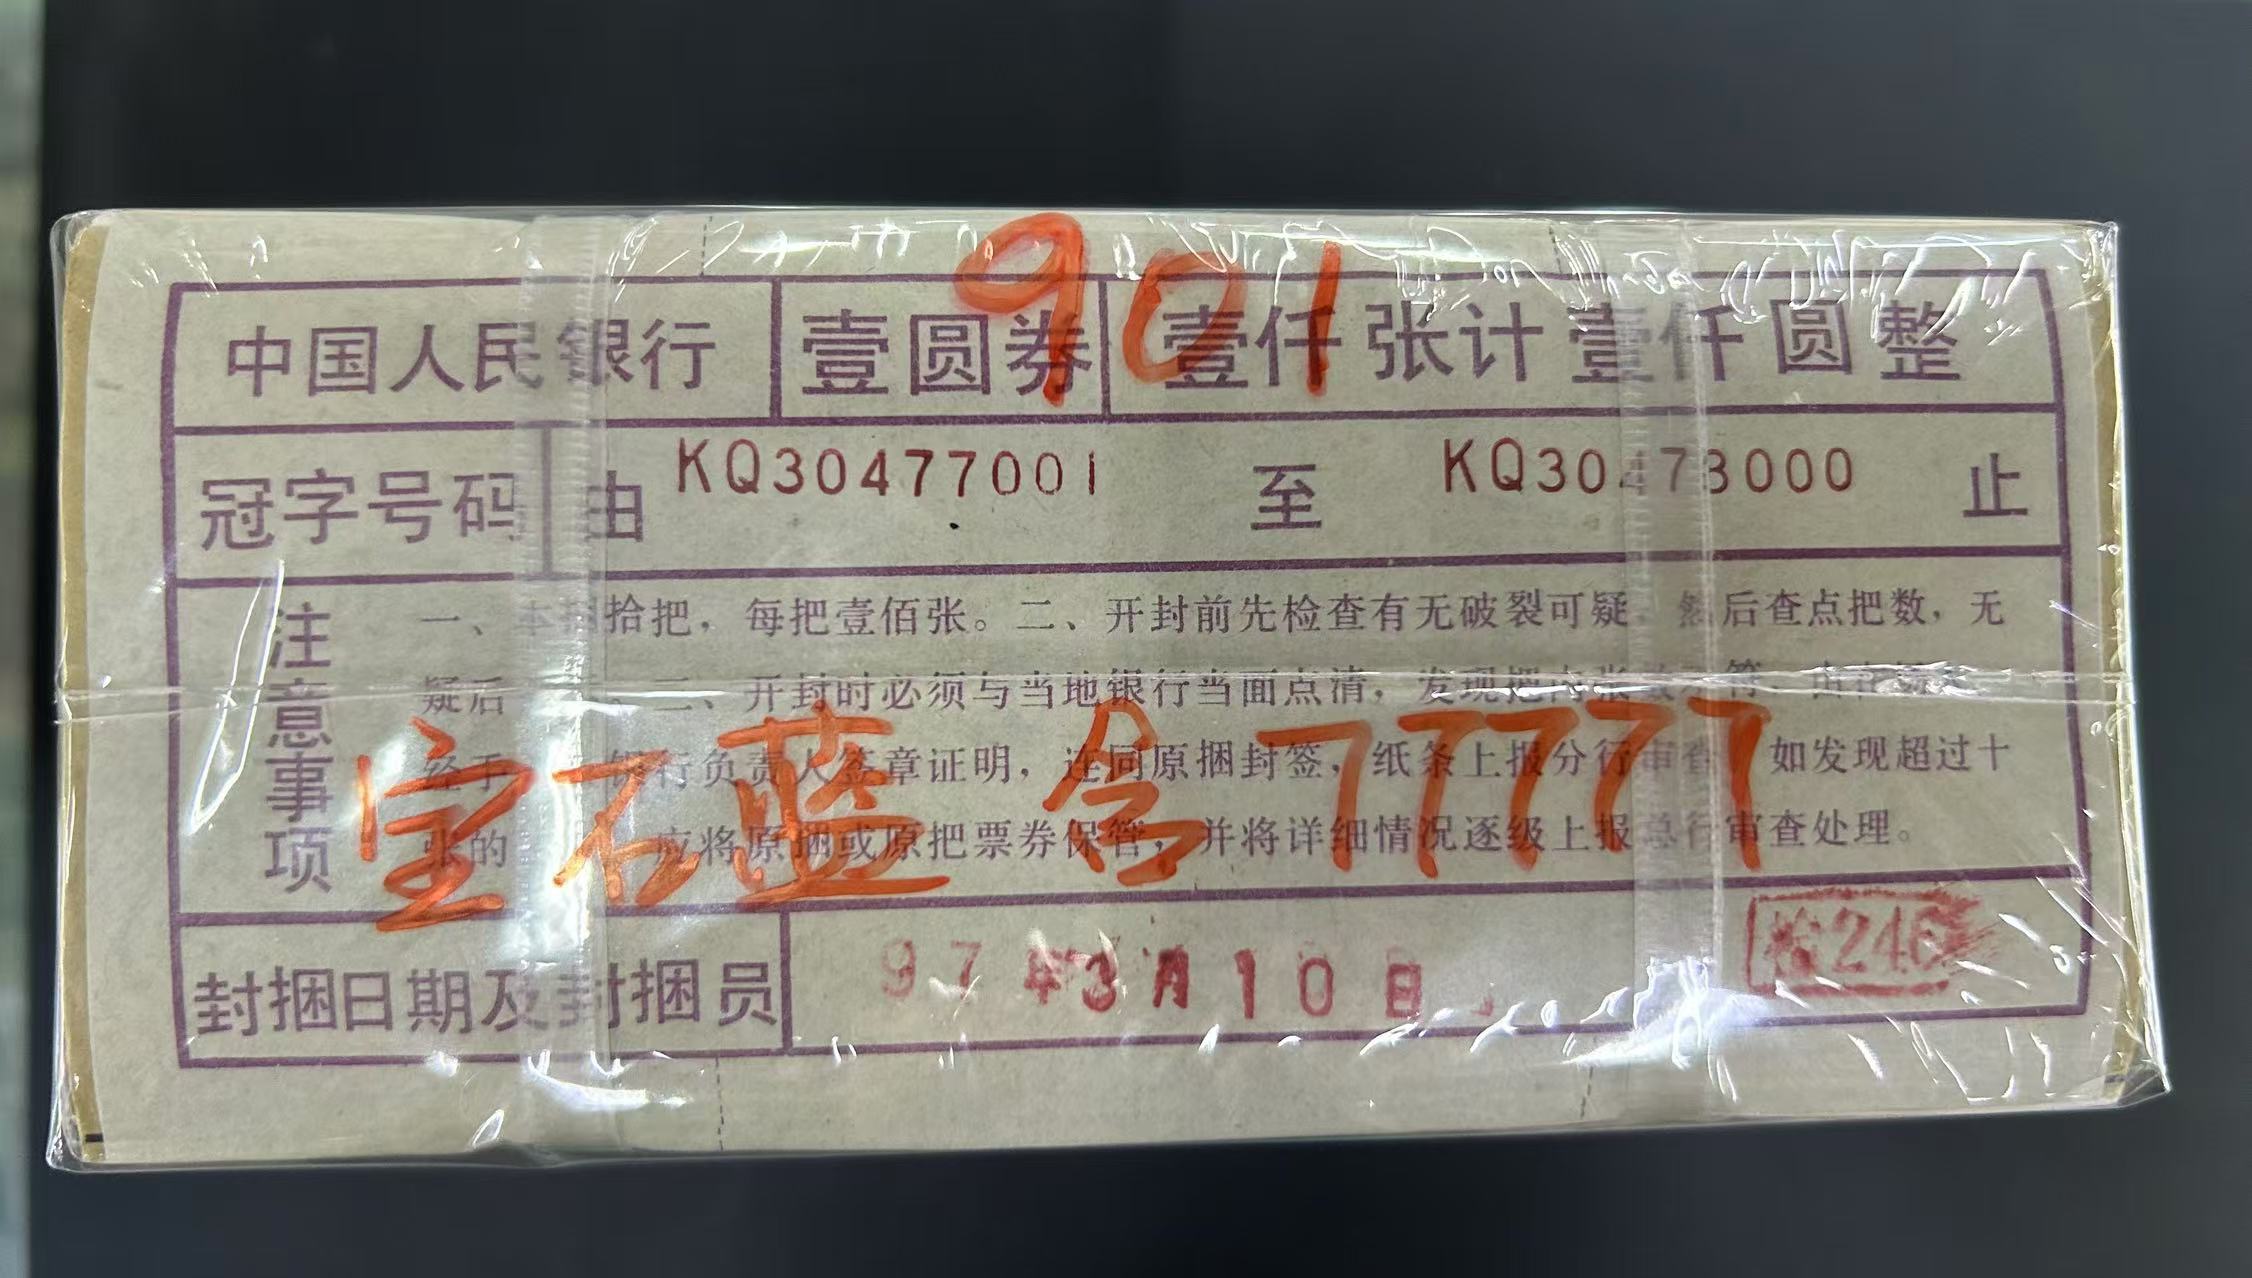 901
中国人民银行 壹圆券 壹仟张计壹仟圆整
冠字号码 由 KQ30477001 至 KQ30478000 止
注意事项
一、本捆拾把，每把壹佰张。二、开封前先检查有无破裂可疑 然后查点把数，无
疑后 三、开封时必须与当地银行当面点清，发现把内张数 符
经手 银行负责人签章证明，连同原捆封签，纸条上报分行审查 如发现超过十
张的 应将原捆或原把票券保管，并将详细情况逐级上报总行审查处理。
宝石蓝 含77777
封捆日期及封捆员 97年3月10日
246